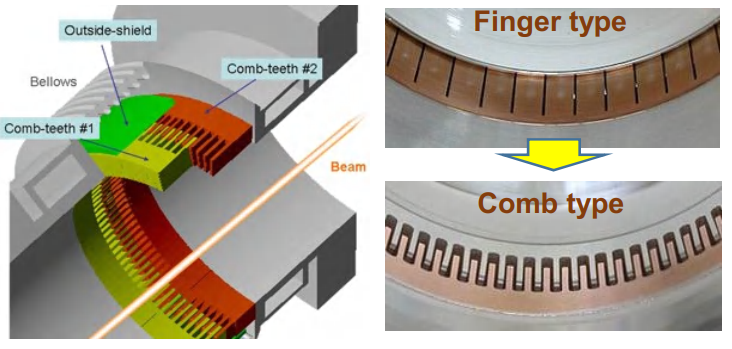 Outside-shield
Comb-teeth #2
Bellows
Comb-teeth #1
Beam
Finger type
Comb type